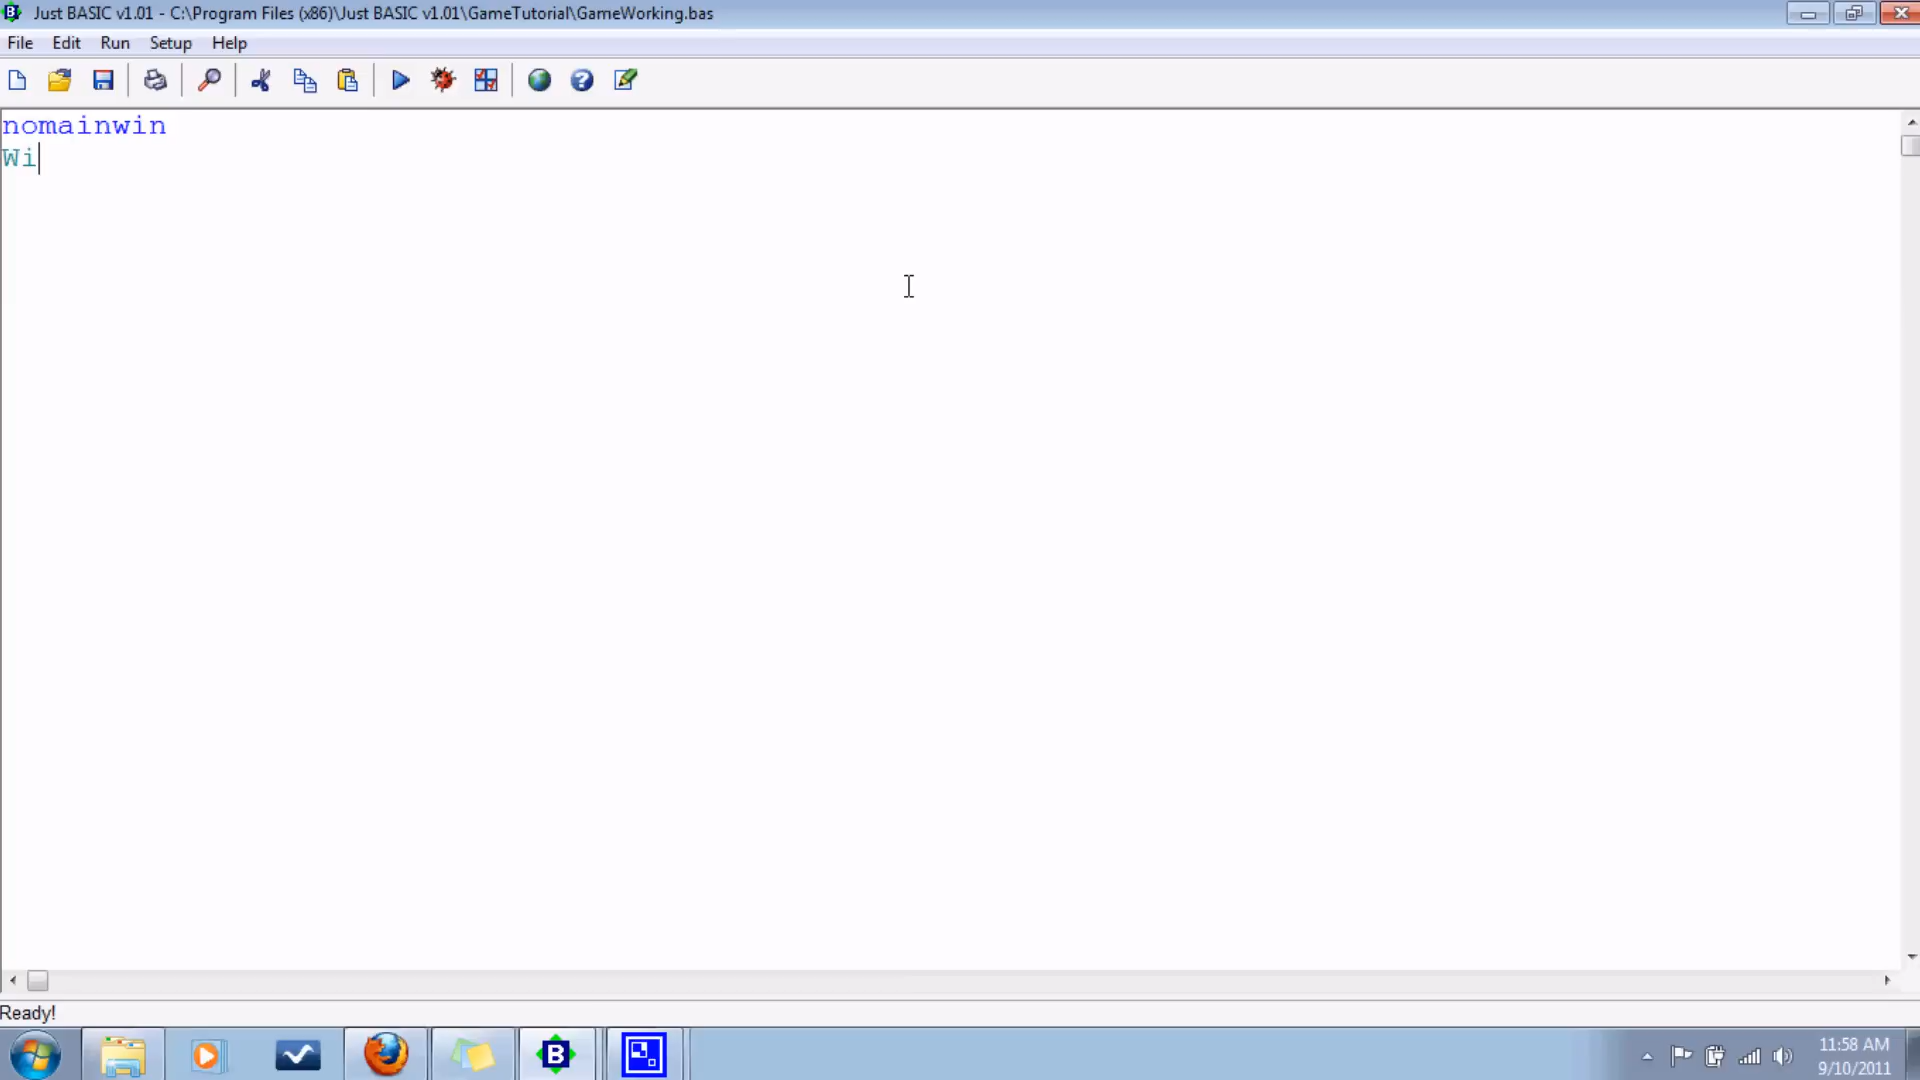 Just BASIC v1.01 - C:\Program Files (x86)\Just BASIC v1.01\GameTutorial\GameWorking.bas
File Edit Run Setup Help
nomainwin
Wi
Ready!
11:58 AM
9/10/2011